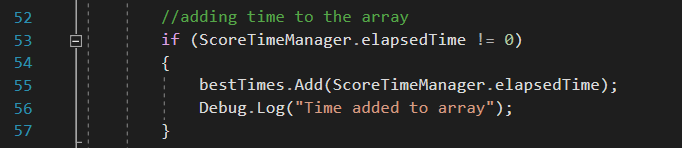 52 //adding time to the array
53 if (ScoreTimeManager.elapsedTime != 0)
54 {
55 bestTimes.Add(ScoreTimeManager.elapsedTime);
56 Debug.Log("Time added to array");
57 }